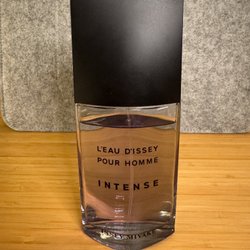 L'EAU D'ISSEY
POUR HOMME
INTENSE
ISSEY MIYAKE